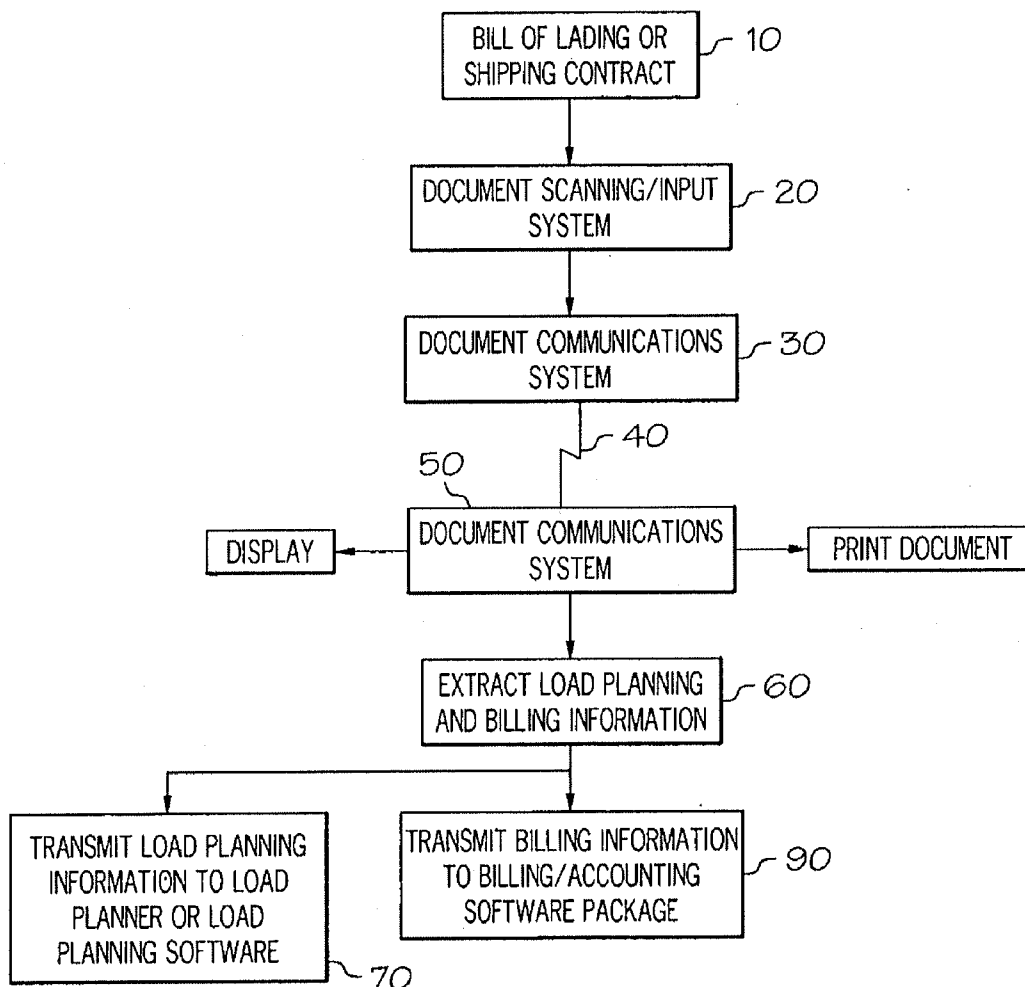 BILL OF LADING OR
SHIPPING CONTRACT
10
DOCUMENT SCANNING/INPUT
SYSTEM
20
DOCUMENT COMMUNICATIONS
SYSTEM
30
40
50
DOCUMENT COMMUNICATIONS
SYSTEM
DISPLAY
PRINT DOCUMENT
EXTRACT LOAD PLANNING
AND BILLING INFORMATION
60
TRANSMIT LOAD PLANNING
INFORMATION TO LOAD
PLANNER OR LOAD
PLANNING SOFTWARE
70
TRANSMIT BILLING INFORMATION
TO BILLING/ACCOUNTING
SOFTWARE PACKAGE
90